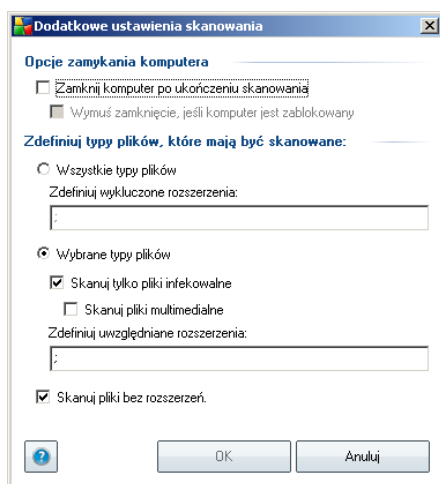 Dodatkowe ustawienia skanowania
Opcje zamykania komputera
Zamknij komputer po ukończeniu skanowania
Wymuś zamknięcie, jeśli komputer jest zablokowany
Zdefiniuj typy plików, które mają być skanowane:
Wszystkie typy plików
Zdefiniuj wykluczone rozszerzenia:
;
Wybrane typy plików
Skanuj tylko pliki infekowalne
Skanuj pliki multimedialne
Zdefiniuj uwzględniane rozszerzenia:
;
Skanuj pliki bez rozszerzeń.
?
OK
Anuluj